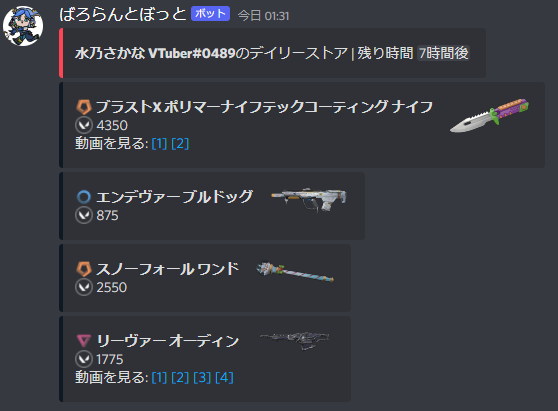 ばろらんとぼっと ボット 今日 01:31
水乃さかな VTuber#0489のデイリーストア | 残り時間 7時間後
ブラストX ポリマーナイフテックコーティング ナイフ
4350
動画を見る: [1] [2]
エンデヴァー ブルドッグ
875
スノーフォール ワンド
2550
リーヴァー オーディン
1775
動画を見る: [1] [2] [3] [4]